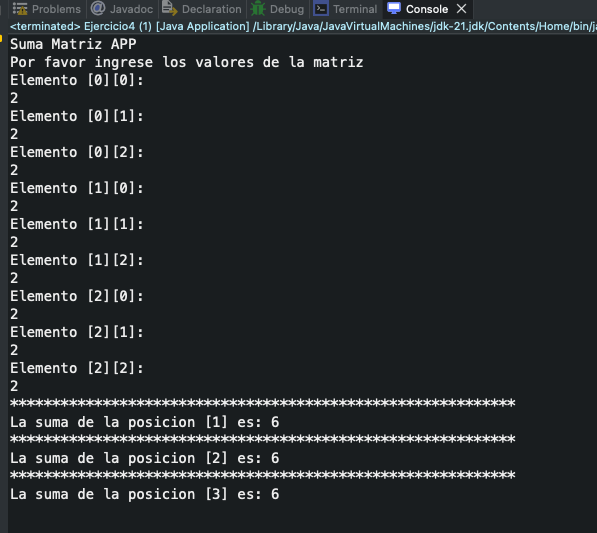 Problems Javadoc Declaration Debug Terminal Console
<terminated> Ejercicio4 (1) [Java Application] /Library/Java/JavaVirtualMachines/jdk-21.jdk/Contents/Home/bin/
Suma Matriz APP
Por favor ingrese los valores de la matriz
Elemento [0][0]:
2
Elemento [0][1]:
2
Elemento [0][2]:
2
Elemento [1][0]:
2
Elemento [1][1]:
2
Elemento [1][2]:
2
Elemento [2][0]:
2
Elemento [2][1]:
2
Elemento [2][2]:
2
********************************************************
La suma de la posicion [1] es: 6
********************************************************
La suma de la posicion [2] es: 6
********************************************************
La suma de la posicion [3] es: 6